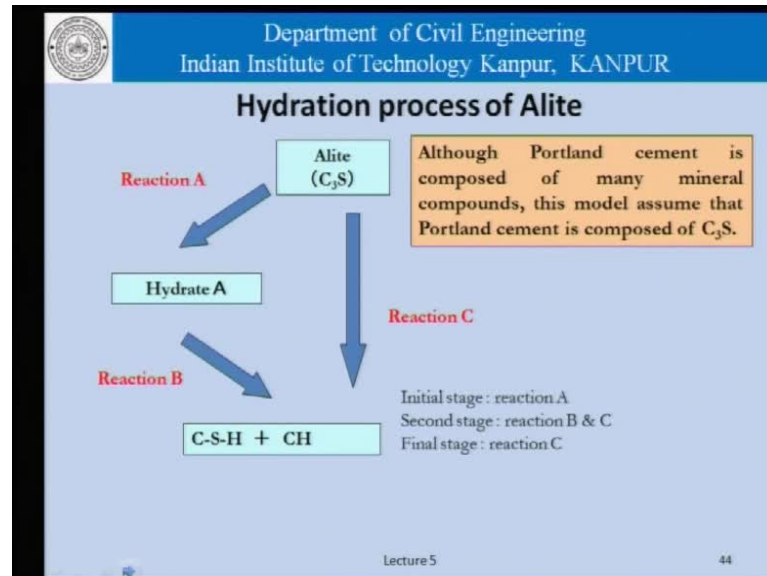 Department of Civil Engineering
Indian Institute of Technology Kanpur, KANPUR
Hydration process of Alite
Alite
(C₃S)
Although Portland cement is
composed of many mineral
compounds, this model assume that
Portland cement is composed of C₃S.
Reaction A
Hydrate A
Reaction C
Reaction B
C-S-H + CH
Initial stage : reaction A
Second stage : reaction B & C
Final stage : reaction C
Lecture 5
44